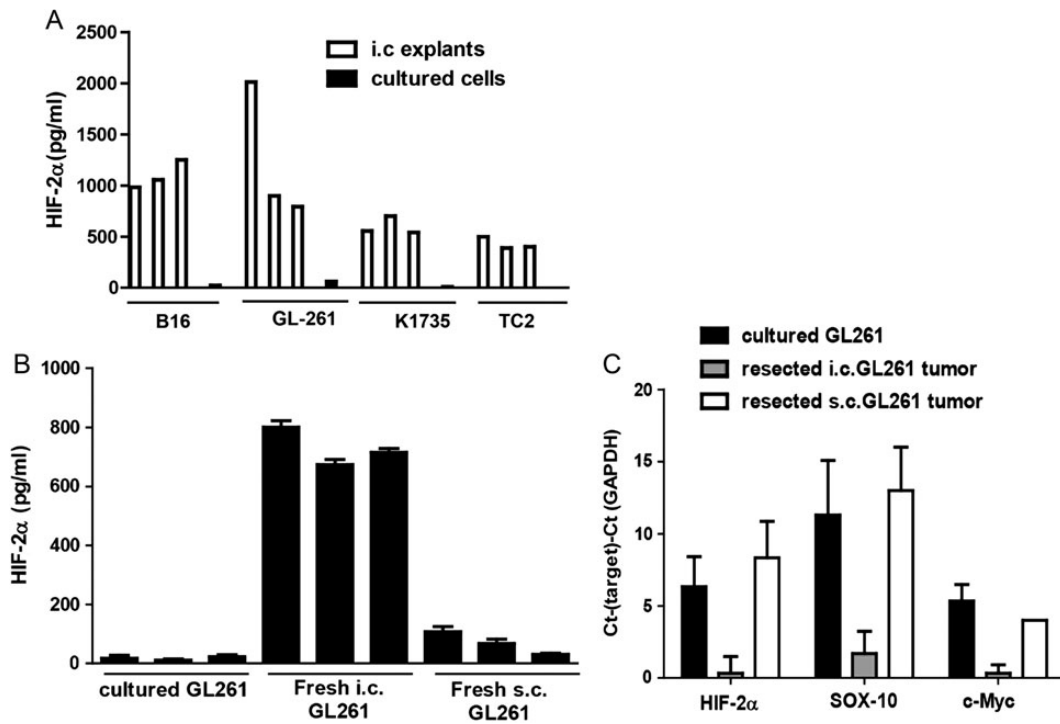 A
HIF-2α(pg/ml)
2500
2000
1500
1000
500
0
i.c explants
cultured cells
B16
GL-261
K1735
TC2
B
HIF-2α (pg/ml)
1000
800
600
400
200
0
cultured GL261
Fresh i.c.
GL261
Fresh s.c.
GL261
C
cultured GL261
resected i.c.GL261 tumor
resected s.c.GL261 tumor
Ct-(target)-Ct (GAPDH)
20
15
10
5
0
HIF-2α
SOX-10
c-Myc